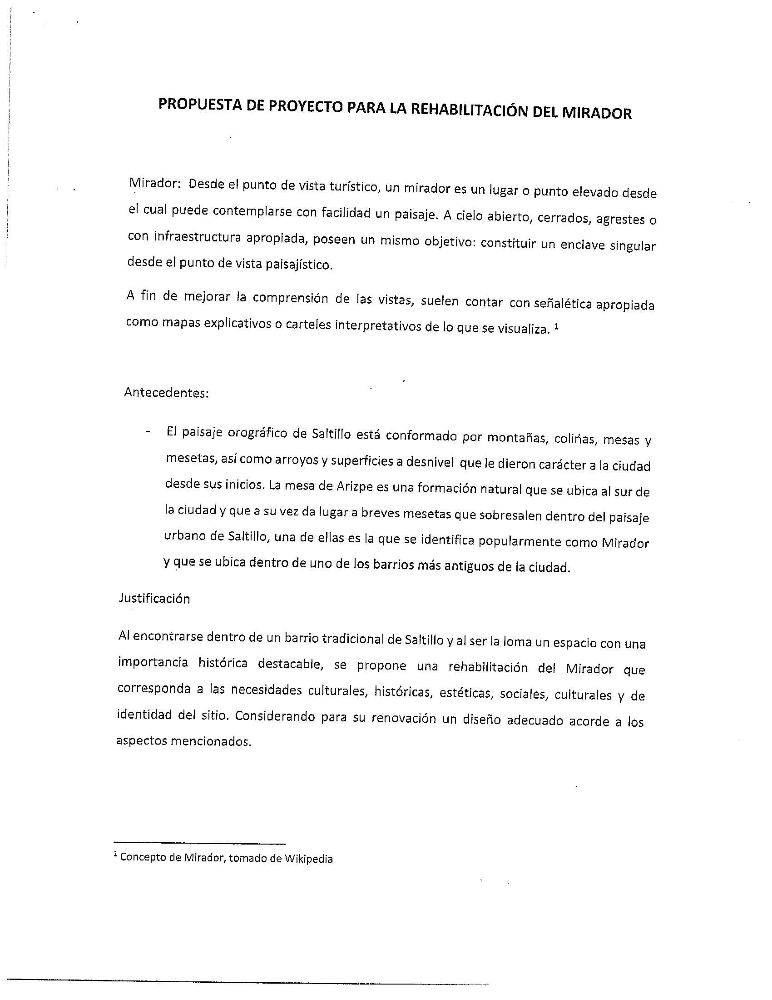 PROPUESTA DE PROYECTO PARA LA REHABILITACIÓN DEL MIRADOR
Mirador: Desde el punto de vista turístico, un mirador es un lugar o punto elevado desde
el cual puede contemplarse con facilidad un paisaje. A cielo abierto, cerrados, agrestes o
con infraestructura apropiada, poseen un mismo objetivo: constituir un enclave singular
desde el punto de vista paisajístico.
A fin de mejorar la comprensión de las vistas, suelen contar con señalética apropiada
como mapas explicativos o carteles interpretativos de lo que se visualiza. ¹
Antecedentes:
- El paisaje orográfico de Saltillo está conformado por montañas, colinas, mesas y
mesetas, así como arroyos y superficies a desnivel que le dieron carácter a la ciudad
desde sus inicios. La mesa de Arizpe es una formación natural que se ubica al sur de
la ciudad y que a su vez da lugar a breves mesetas que sobresalen dentro del paisaje
urbano de Saltillo, una de ellas es la que se identifica popularmente como Mirador
y que se ubica dentro de uno de los barrios más antiguos de la ciudad.
Justificación
Al encontrarse dentro de un barrio tradicional de Saltillo y al ser la loma un espacio con una
importancia histórica destacable, se propone una rehabilitación del Mirador que
corresponda a las necesidades culturales, históricas, estéticas, sociales, culturales y de
identidad del sitio. Considerando para su renovación un diseño adecuado acorde a los
aspectos mencionados.
¹ Concepto de Mirador, tomado de Wikipedia